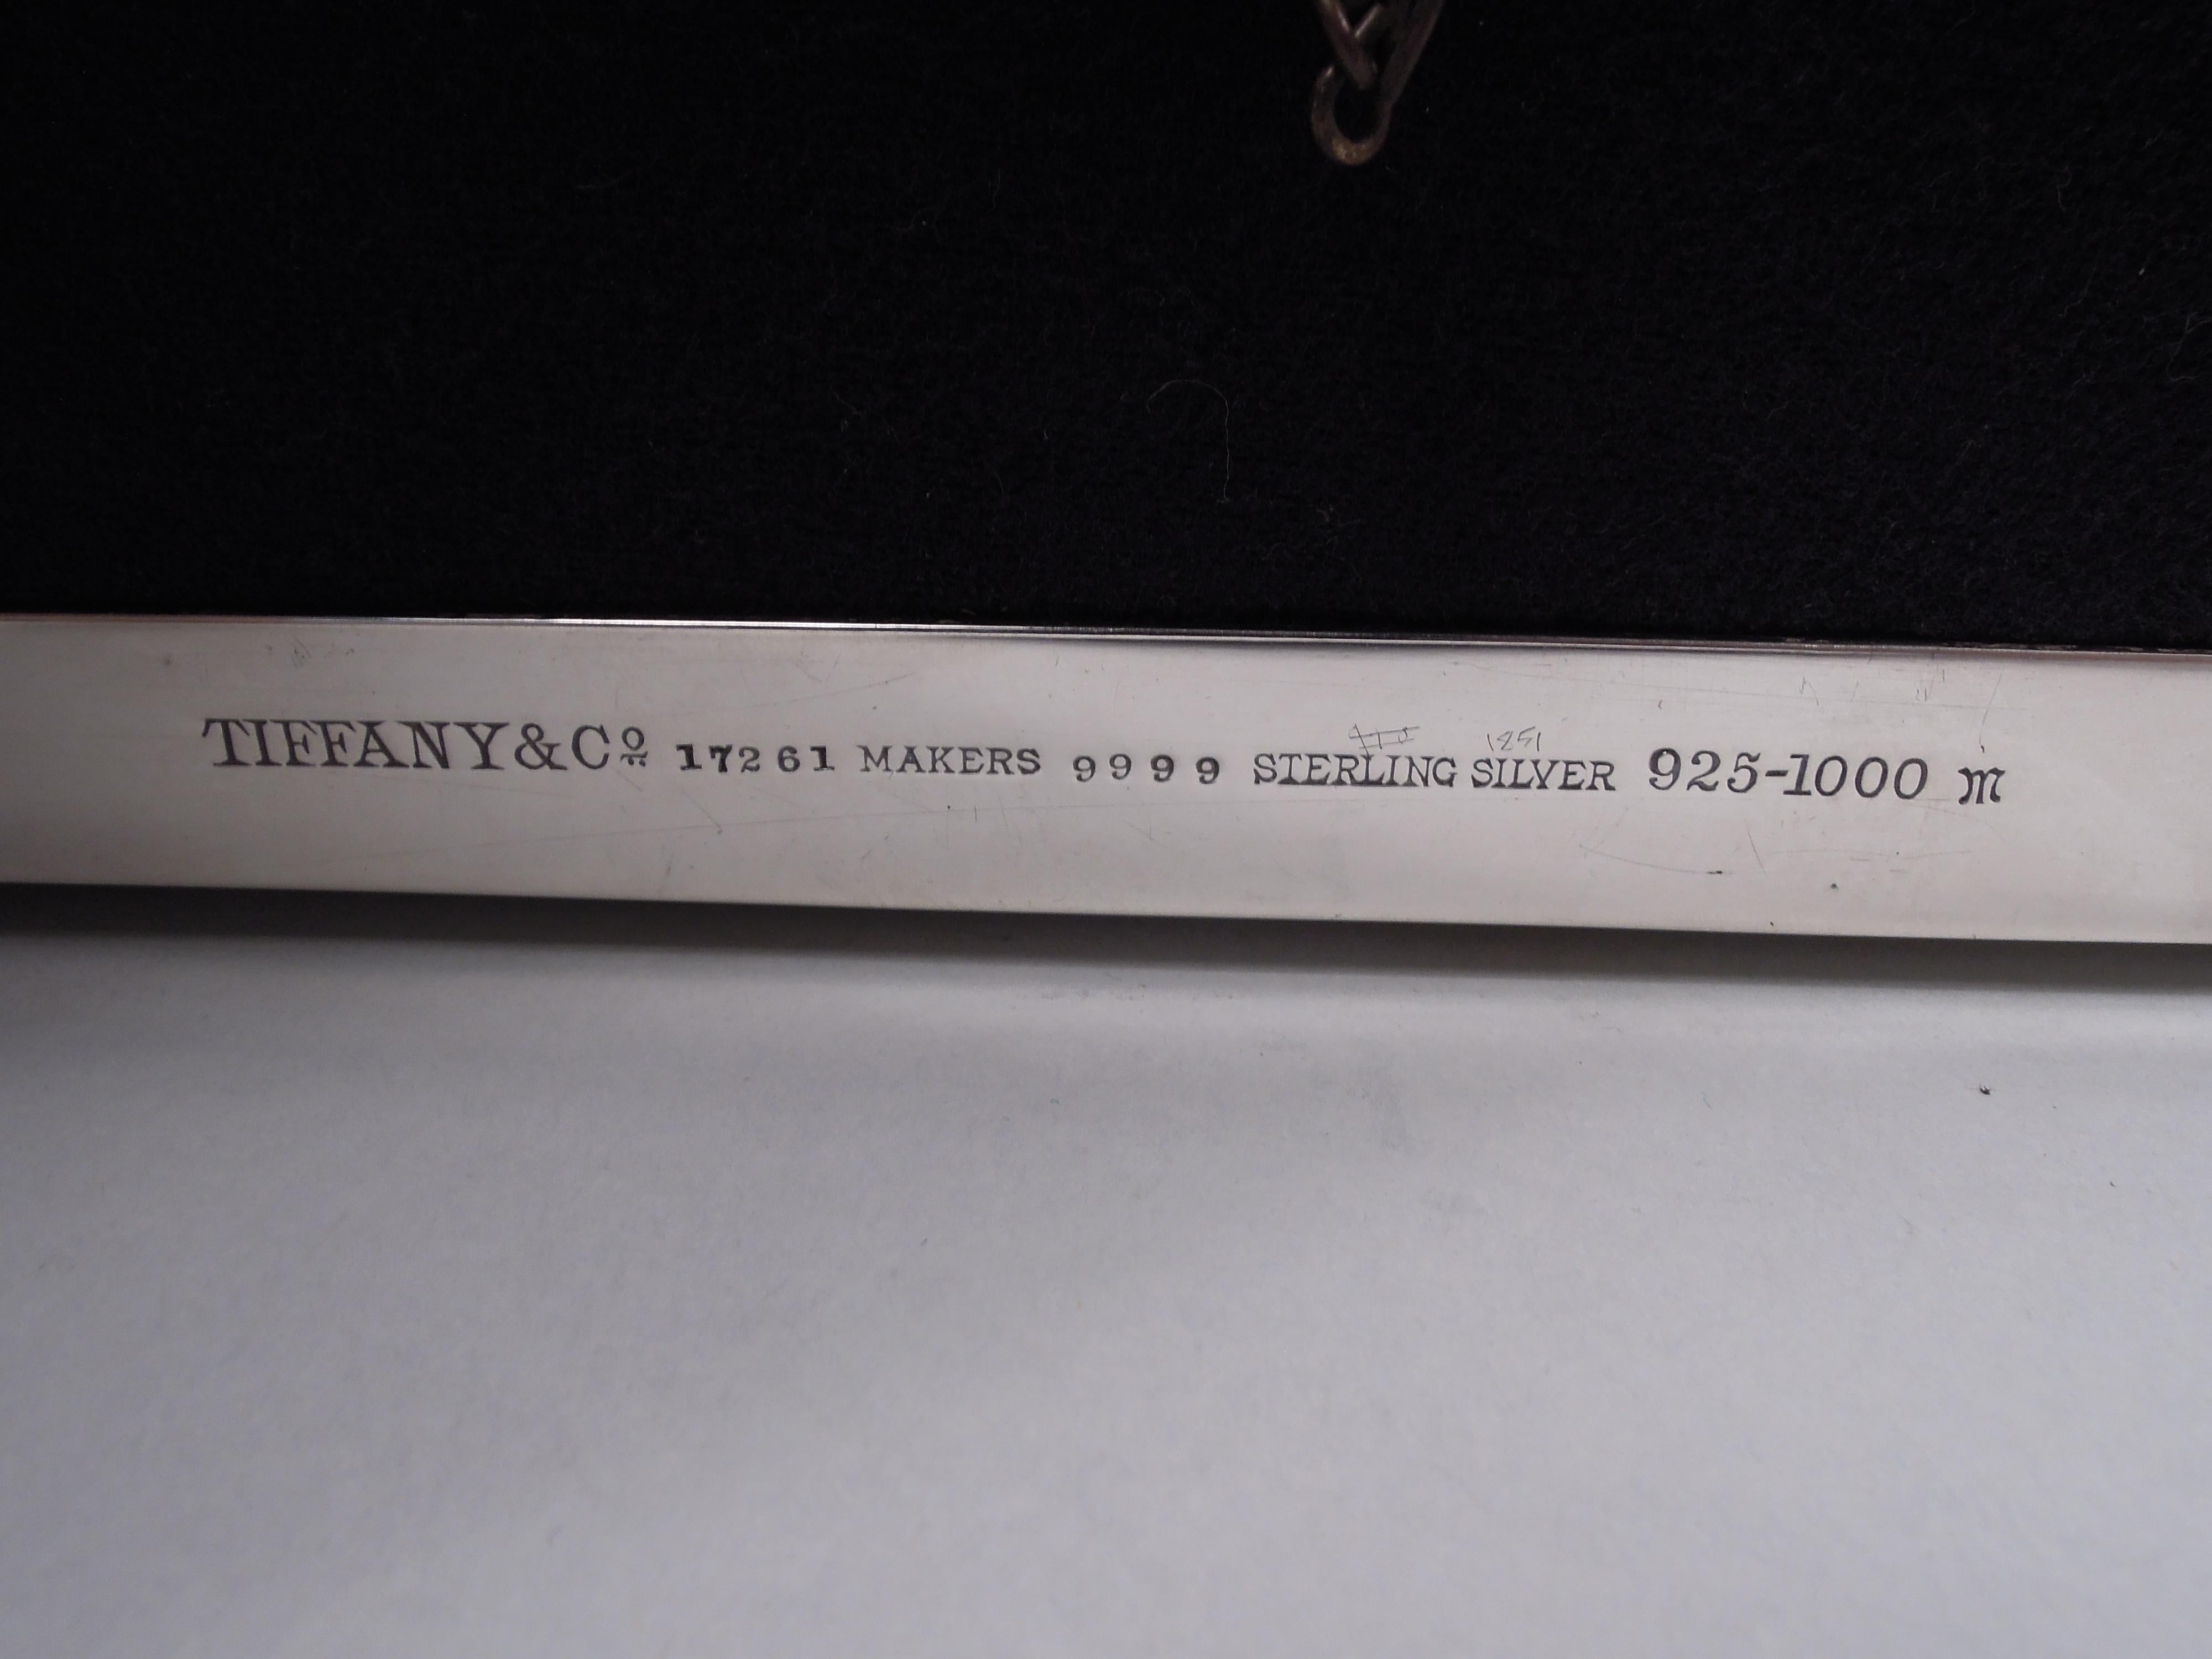 TIFFANY&Cº 17261 MAKERS 9999 STERLING SILVER 925-1000 m
1251